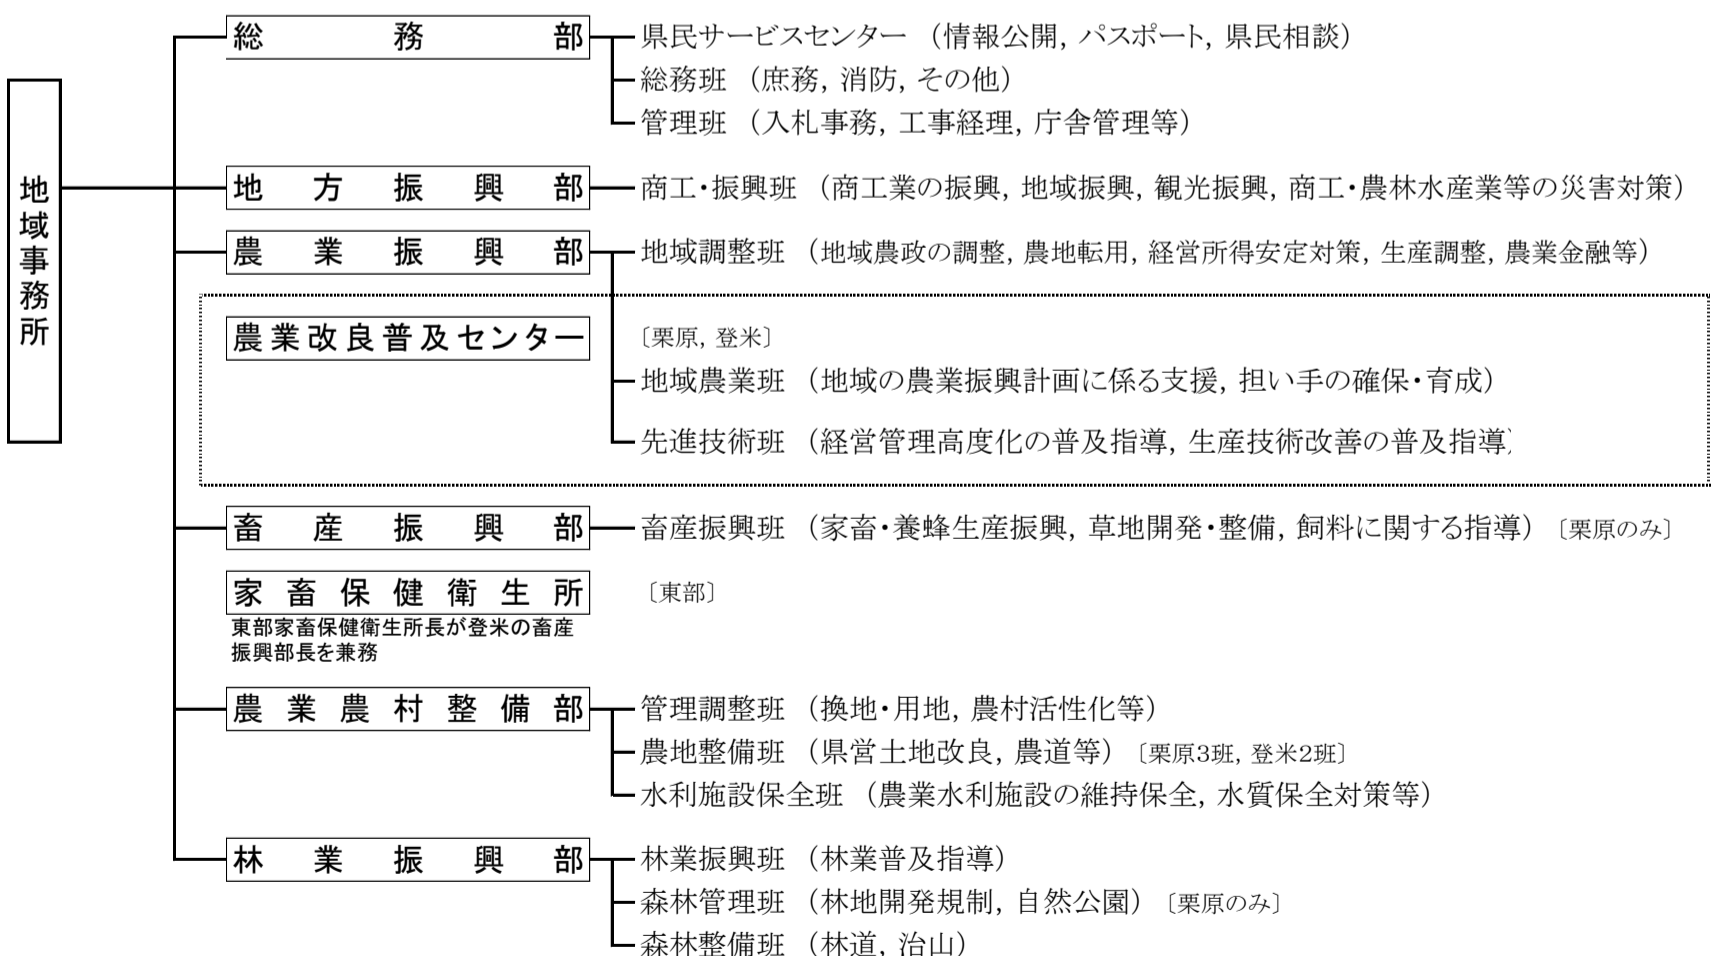 地域事務所
総務部
県民サービスセンター （情報公開, パスポート, 県民相談）
総務班 （庶務, 消防, その他）
管理班 （入札事務, 工事経理, 庁舎管理等）
地方振興部
商工・振興班 （商工業の振興, 地域振興, 観光振興, 商工・農林水産業等の災害対策）
農業振興部
地域調整班 （地域農政の調整, 農地転用, 経営所得安定対策, 生産調整, 農業金融等）
農業改良普及センター
〔栗原, 登米〕
地域農業班 （地域の農業振興計画に係る支援, 担い手の確保・育成）
先進技術班 （経営管理高度化の普及指導, 生産技術改善の普及指導）
畜産振興部
畜産振興班 （家畜・養蜂生産振興, 草地開発・整備, 飼料に関する指導） 〔栗原のみ〕
家畜保健衛生所
〔東部〕
東部家畜保健衛生所長が登米の畜産
振興部長を兼務
農業農村整備部
管理調整班 （換地・用地, 農村活性化等）
農地整備班 （県営土地改良, 農道等） 〔栗原3班, 登米2班〕
水利施設保全班 （農業水利施設の維持保全, 水質保全対策等）
林業振興部
林業振興班 （林業普及指導）
森林管理班 （林地開発規制, 自然公園） 〔栗原のみ〕
森林整備班 （林道, 治山）